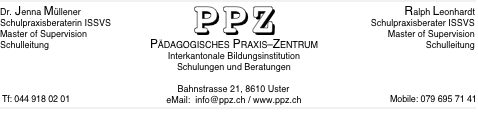 Dr. Jenna Müllener
Schulpraxisberaterin ISSVS
Master of Supervision
Schulleitung
Tf: 044 918 02 01
PPZ
PÄDAGOGISCHES PRAXIS–ZENTRUM
Interkantonale Bildungsinstitution
Schulungen und Beratungen
Bahnstrasse 21, 8610 Uster
eMail: info@ppz.ch / www.ppz.ch
Ralph Leonhardt
Schulpraxisberater ISSVS
Master of Supervision
Schulleitung
Mobile: 079 695 71 41